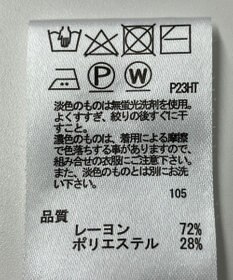 P23HT
P W
淡色のものは無蛍光洗剤を使用。
よくすすぎ、絞りの後すぐに干
すこと。
濃色のものは、着用による摩擦
で色落ちする事がありますので、
組み合せの衣服にご注意下さい。
また、淡色のものとは別にお洗
い下さい。
105
品質
レーヨン 72%
ポリエステル 28%